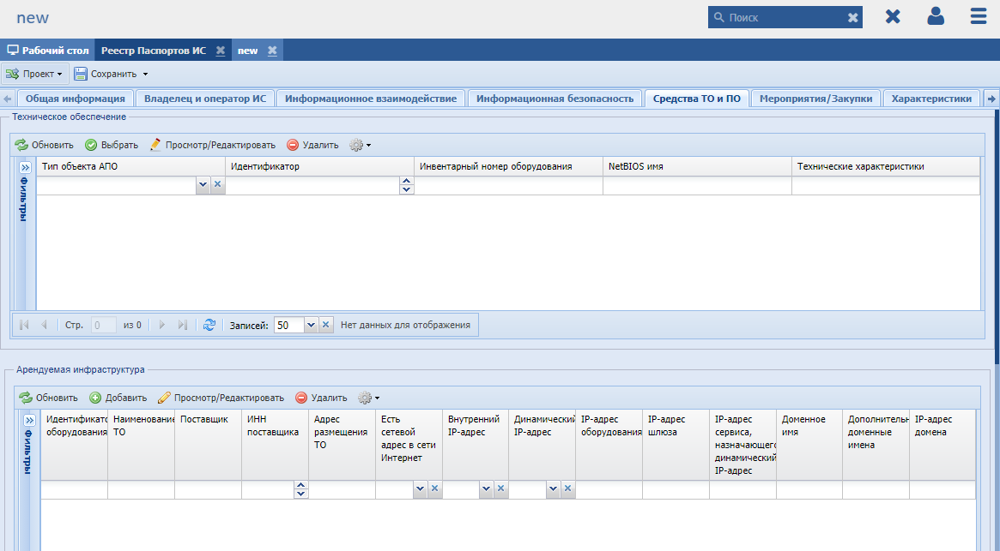 new
Поиск
Рабочий стол Реестр Паспортов ИС new
Проект Сохранить
Общая информация Владелец и оператор ИС Информационное взаимодействие Информационная безопасность Средства ТО и ПО Мероприятия/Закупки Характеристики
Техническое обеспечение
Обновить Выбрать Просмотр/Редактировать Удалить
Фильтры
Тип объекта АПО Идентификатор Инвентарный номер оборудования NetBIOS имя Технические характеристики
Стр. 0 из 0 Записей: 50 Нет данных для отображения
Арендуемая инфраструктура
Обновить Добавить Просмотр/Редактировать Удалить
Фильтры
Идентификато Наименование Поставщик ИНН Адрес Есть Внутренний Динамический IP-адрес IP-адрес IP-адрес Доменное Дополнительн IP-адрес
оборудования ТО поставщика размещения сетевой IP-адрес IP-адрес оборудования шлюза сервиса, имя доменные домена
ТО адрес в сети назначающего имена
Интернет динамический
IP-адрес